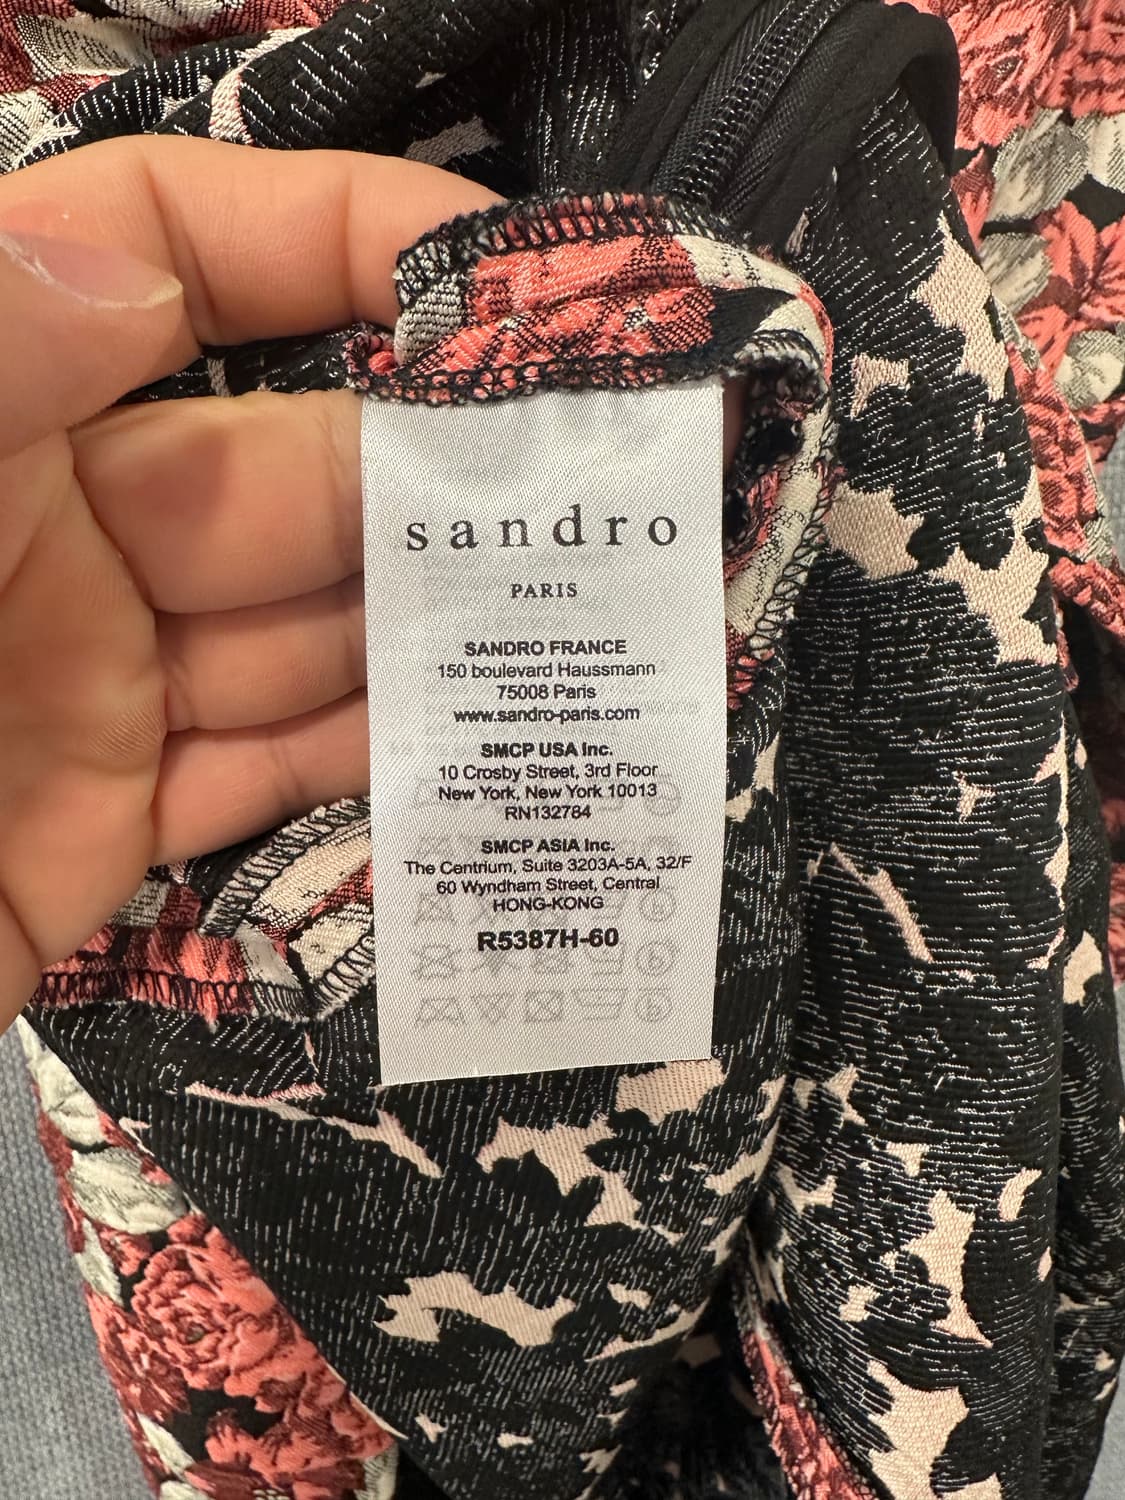 sandro
PARIS
SANDRO FRANCE
150 boulevard Haussmann
75008 Paris
www.sandro-paris.com
SMCP USA Inc.
10 Crosby Street, 3rd Floor
New York, New York 10013
RN132784
SMCP ASIA Inc.
The Centrium, Suite 3203A-5A, 32/F
60 Wyndham Street, Central
HONG-KONG
R5387H-60